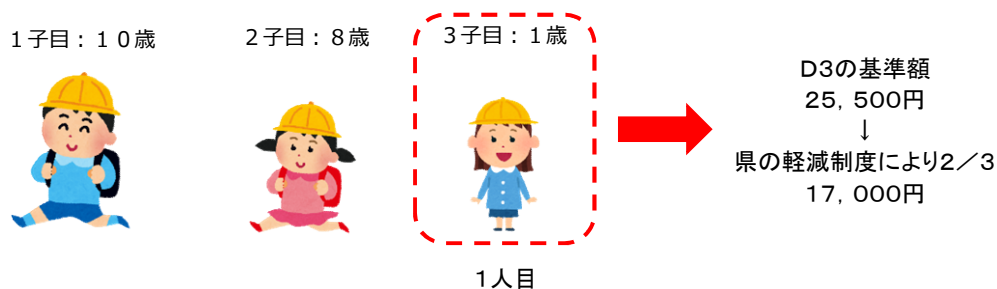 １子目：１０歳
２子目：８歳
３子目：１歳
D３の基準額
２５，５００円
↓
県の軽減制度により２／３
１７，０００円
１人目